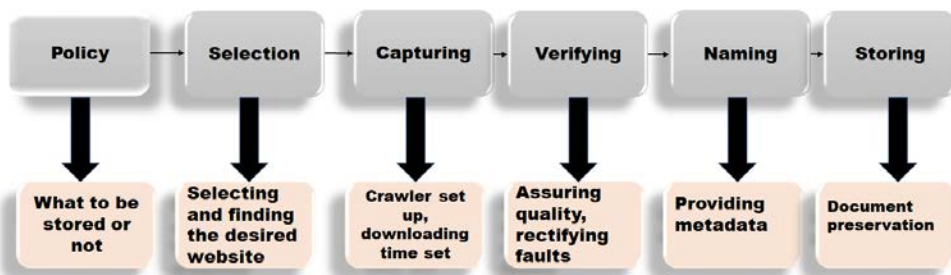 Policy
Selection
Capturing
Verifying
Naming
Storing
What to be
stored or
not
Selecting
and finding
the desired
website
Crawler set
up,
downloading
time set
Assuring
quality,
rectifying
faults
Providing
metadata
Document
preservation